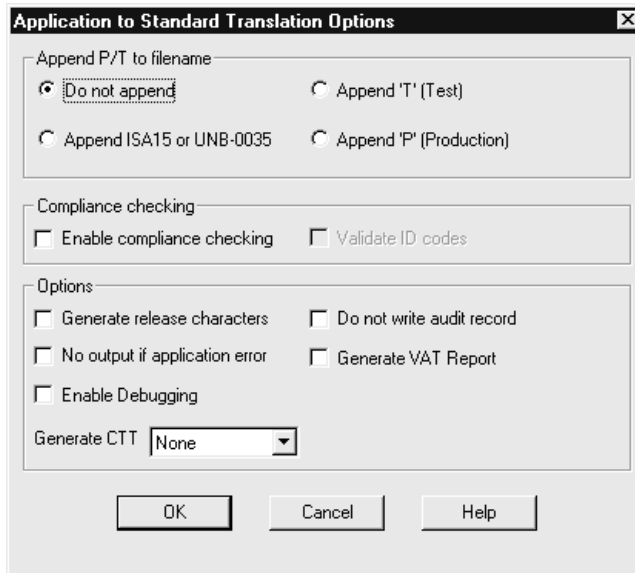 Application to Standard Translation Options
Append P/T to filename
Do not append
Append 'T' (Test)
Append ISA15 or UNB-0035
Append 'P' (Production)
Compliance checking
Enable compliance checking
Validate ID codes
Options
Generate release characters
Do not write audit record
No output if application error
Generate VAT Report
Enable Debugging
Generate CTT
None
OK
Cancel
Help